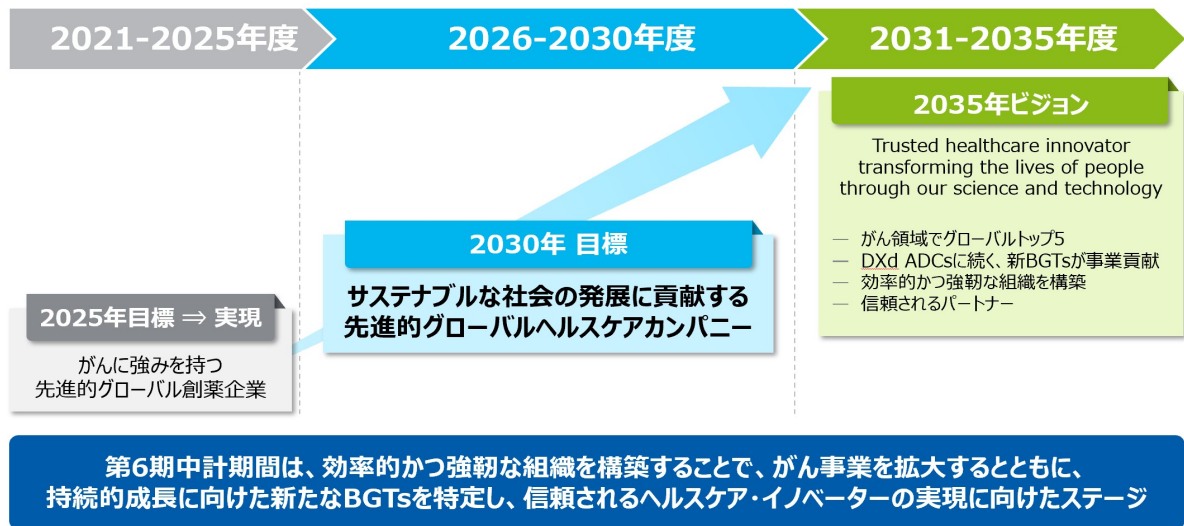 2021-2025年度
2026-2030年度
2031-2035年度
2035年ビジョン
Trusted healthcare innovator
transforming the lives of people
through our science and technology
— がん領域でグローバルトップ5
— DXd ADCsに続く、新BGTsが事業貢献
— 効率的かつ強靭な組織を構築
— 信頼されるパートナー
2030年 目標
サステナブルな社会の発展に貢献する
先進的グローバルヘルスケアカンパニー
2025年目標 ⇒ 実現
がんに強みを持つ
先進的グローバル創薬企業
第6期中計期間は、効率的かつ強靭な組織を構築することで、がん事業を拡大するとともに、
持続的成長に向けた新たなBGTsを特定し、信頼されるヘルスケア・イノベーターの実現に向けたステージ